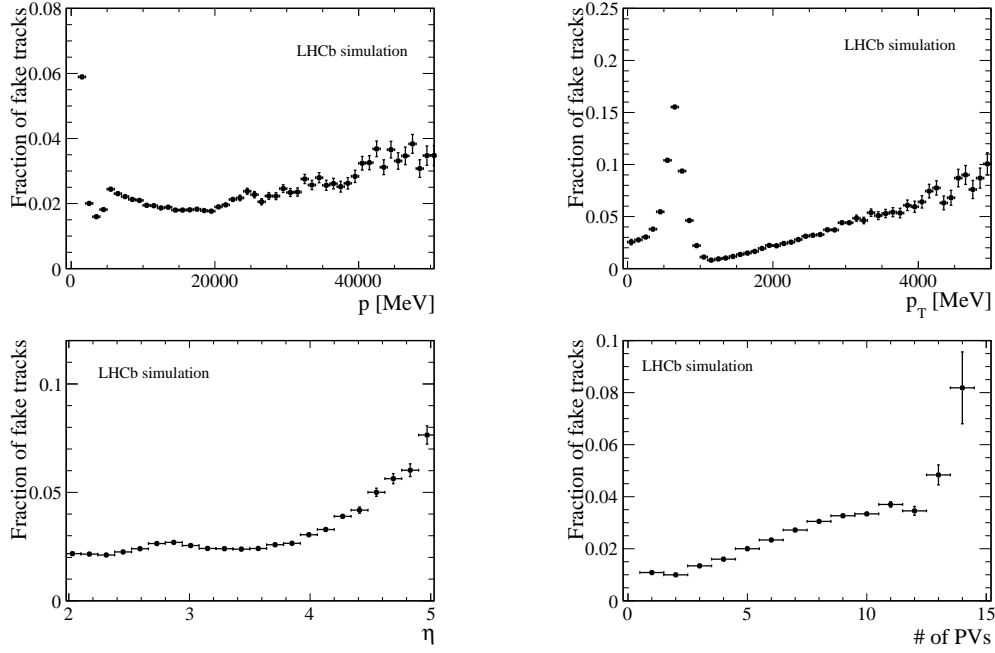 Fraction of fake tracks
0.08
0.06
0.04
0.02
0
LHCb simulation
0
20000
40000
p [MeV]
Fraction of fake tracks
0.25
0.2
0.15
0.1
0.05
0
LHCb simulation
0
2000
4000
p_T [MeV]
Fraction of fake tracks
0.1
0.05
0
LHCb simulation
2
3
4
5
η
Fraction of fake tracks
0.1
0.08
0.06
0.04
0.02
0
LHCb simulation
0
5
10
15
# of PVs